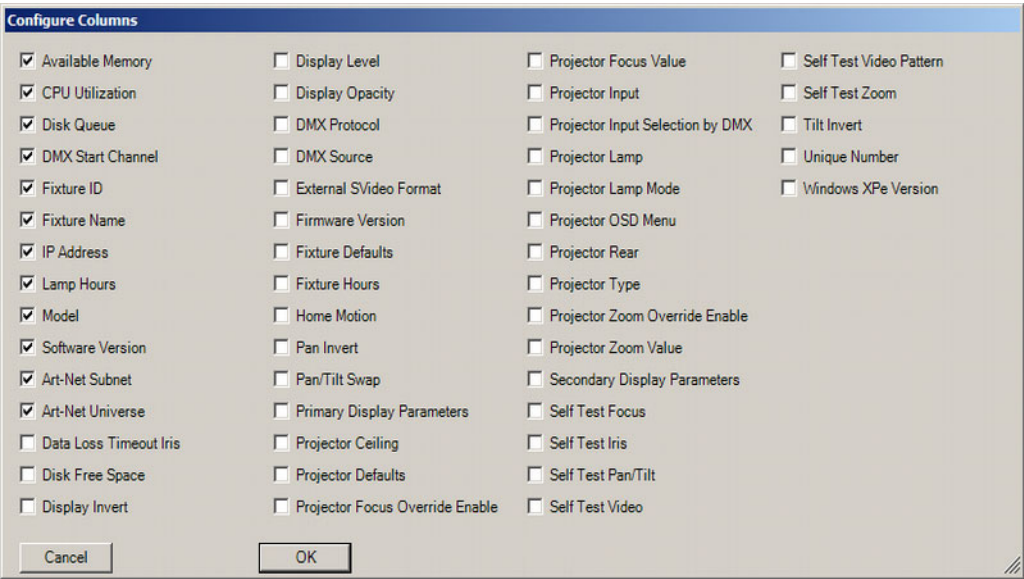 Configure Columns
Available Memory
CPU Utilization
Disk Queue
DMX Start Channel
Fixture ID
Fixture Name
IP Address
Lamp Hours
Model
Software Version
Art-Net Subnet
Art-Net Universe
Data Loss Timeout Iris
Disk Free Space
Display Invert
Display Level
Display Opacity
DMX Protocol
DMX Source
External SVideo Format
Firmware Version
Fixture Defaults
Fixture Hours
Home Motion
Pan Invert
Pan/Tilt Swap
Primary Display Parameters
Projector Ceiling
Projector Defaults
Projector Focus Override Enable
Projector Focus Value
Projector Input
Projector Input Selection by DMX
Projector Lamp
Projector Lamp Mode
Projector OSD Menu
Projector Rear
Projector Type
Projector Zoom Override Enable
Projector Zoom Value
Secondary Display Parameters
Self Test Focus
Self Test Iris
Self Test Pan/Tilt
Self Test Video
Self Test Video Pattern
Self Test Zoom
Tilt Invert
Unique Number
Windows XPe Version
Cancel
OK